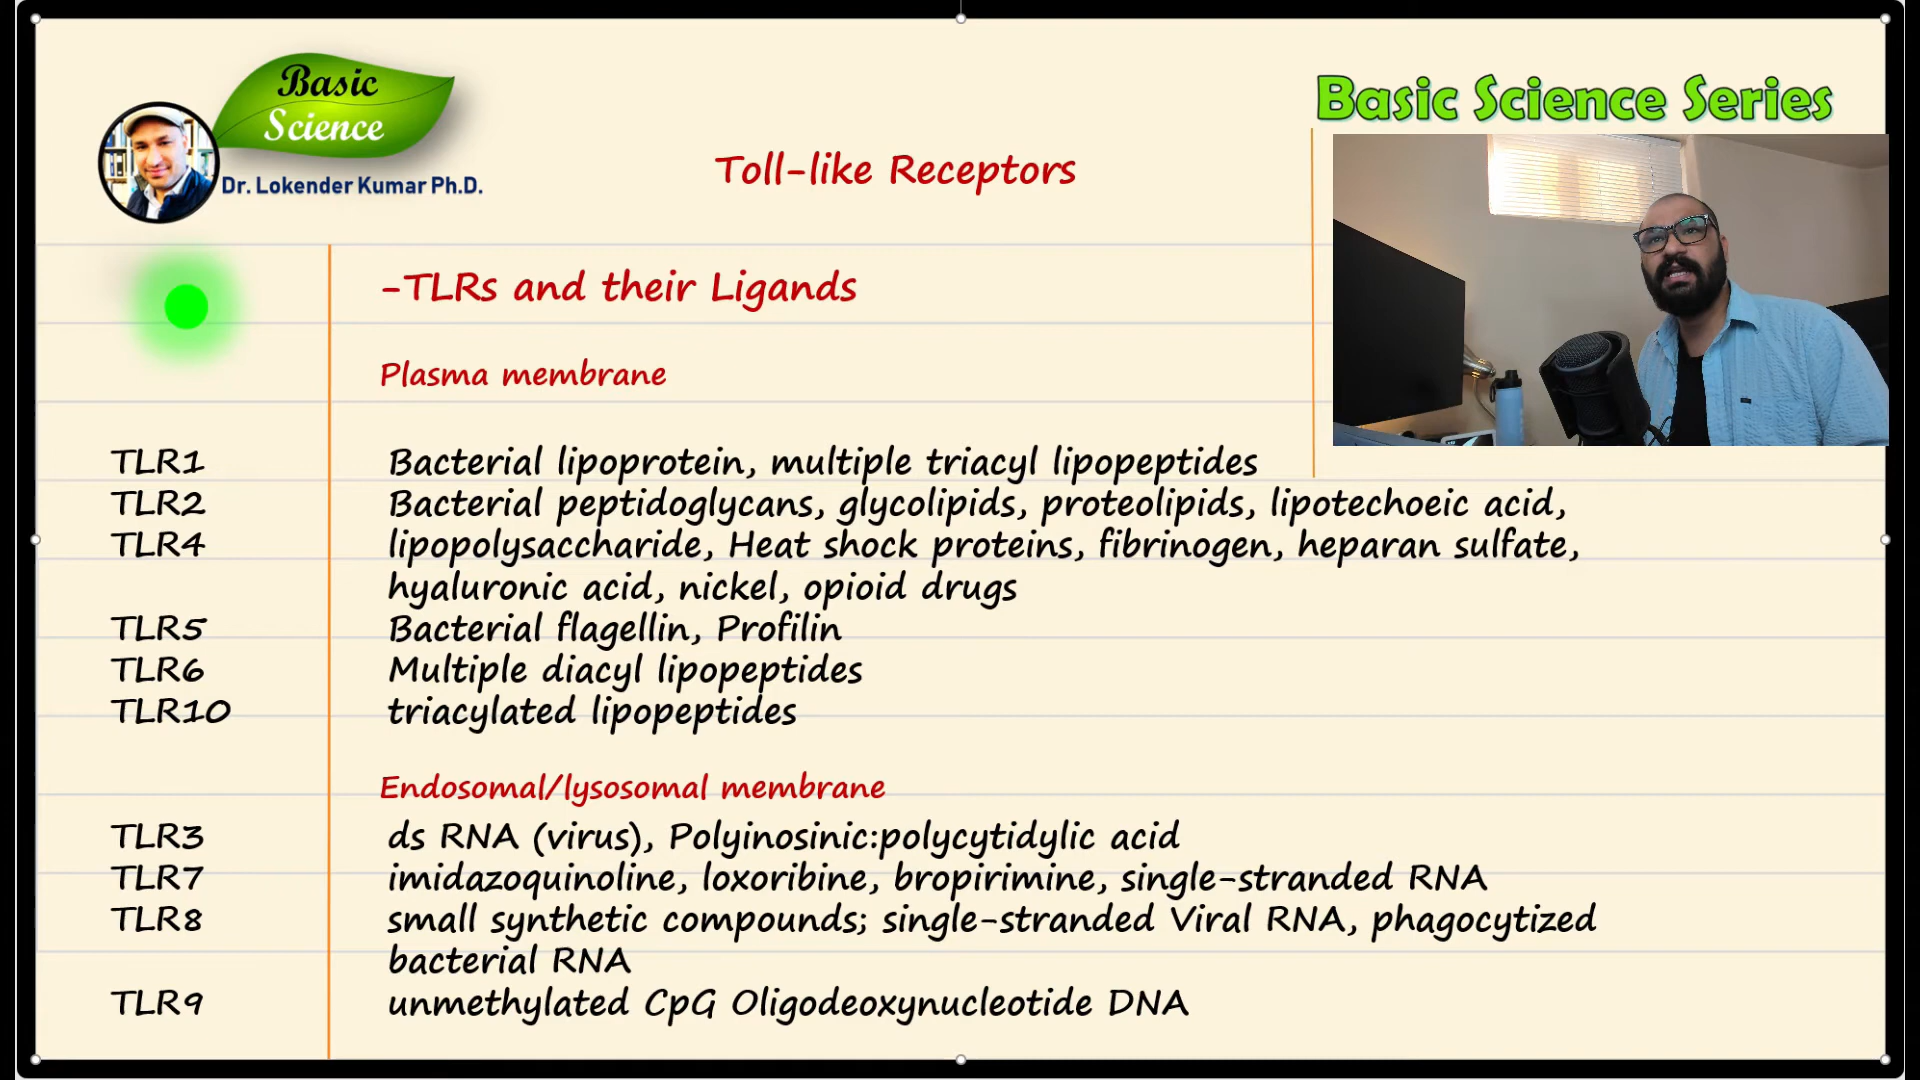 Basic
Science
Dr. Lokender Kumar Ph.D.
Basic Science Series
Toll-like Receptors
-TLRs and their Ligands
Plasma membrane
TLR1 Bacterial lipoprotein, multiple triacyl lipopeptides
TLR2 Bacterial peptidoglycans, glycolipids, proteolipids, lipotechoeic acid,
TLR4 lipopolysaccharide, Heat shock proteins, fibrinogen, heparan sulfate,
hyaluronic acid, nickel, opioid drugs
TLR5 Bacterial flagellin, Profilin
TLR6 Multiple diacyl lipopeptides
TLR10 triacylated lipopeptides
Endosomal/lysosomal membrane
TLR3 ds RNA (virus), Polyinosinic:polycytidylic acid
TLR7 imidazoquinoline, loxoribine, bropirimine, single-stranded RNA
TLR8 small synthetic compounds; single-stranded Viral RNA, phagocytized
bacterial RNA
TLR9 unmethylated CpG Oligodeoxynucleotide DNA